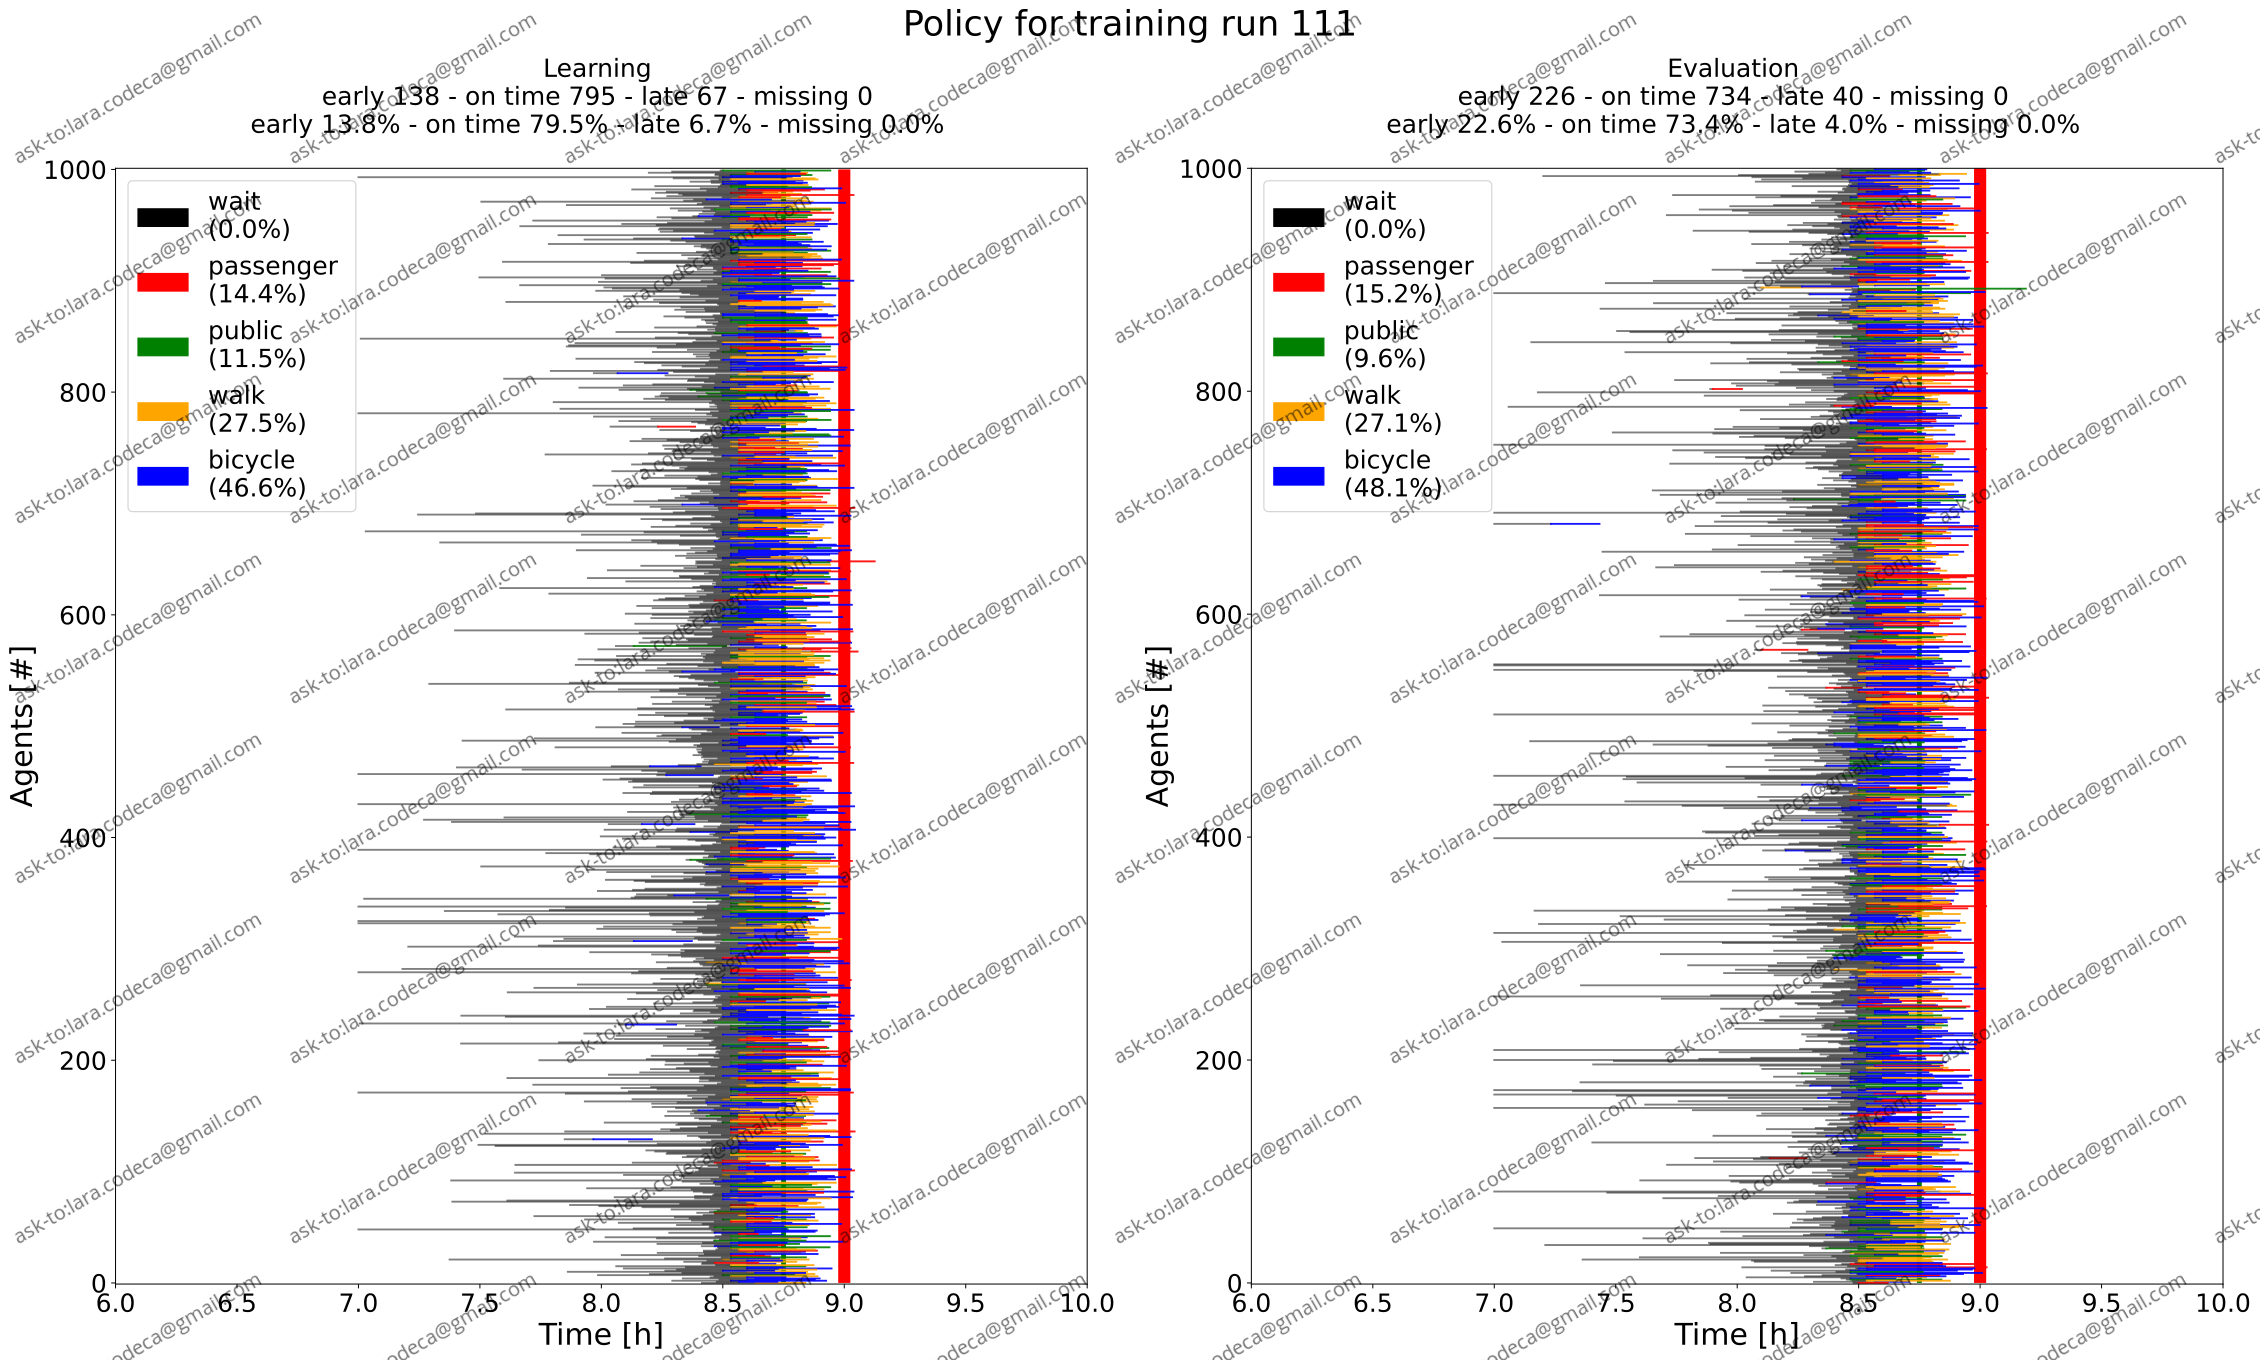 Policy for training run 111
Learning
early 138 - on time 795 - late 67 - missing 0
early 13.8% - on time 79.5% - late 6.7% - missing 0.0%
1000
800
600
400
200
0
Agents [#]
wait
(0.0%)
passenger
(14.4%)
public
(11.5%)
walk
(27.5%)
bicycle
(46.6%)
6.0 6.5 7.0 7.5 8.0 8.5 9.0 9.5 10.0
Time [h]
Evaluation
early 226 - on time 734 - late 40 - missing 0
early 22.6% - on time 73.4% - late 4.0% - missing 0.0%
1000
800
600
400
200
0
Agents [#]
wait
(0.0%)
passenger
(15.2%)
public
(9.6%)
walk
(27.1%)
bicycle
(48.1%)
6.0 6.5 7.0 7.5 8.0 8.5 9.0 9.5 10.0
Time [h]
ask-to:lara.codeca@gmail.com